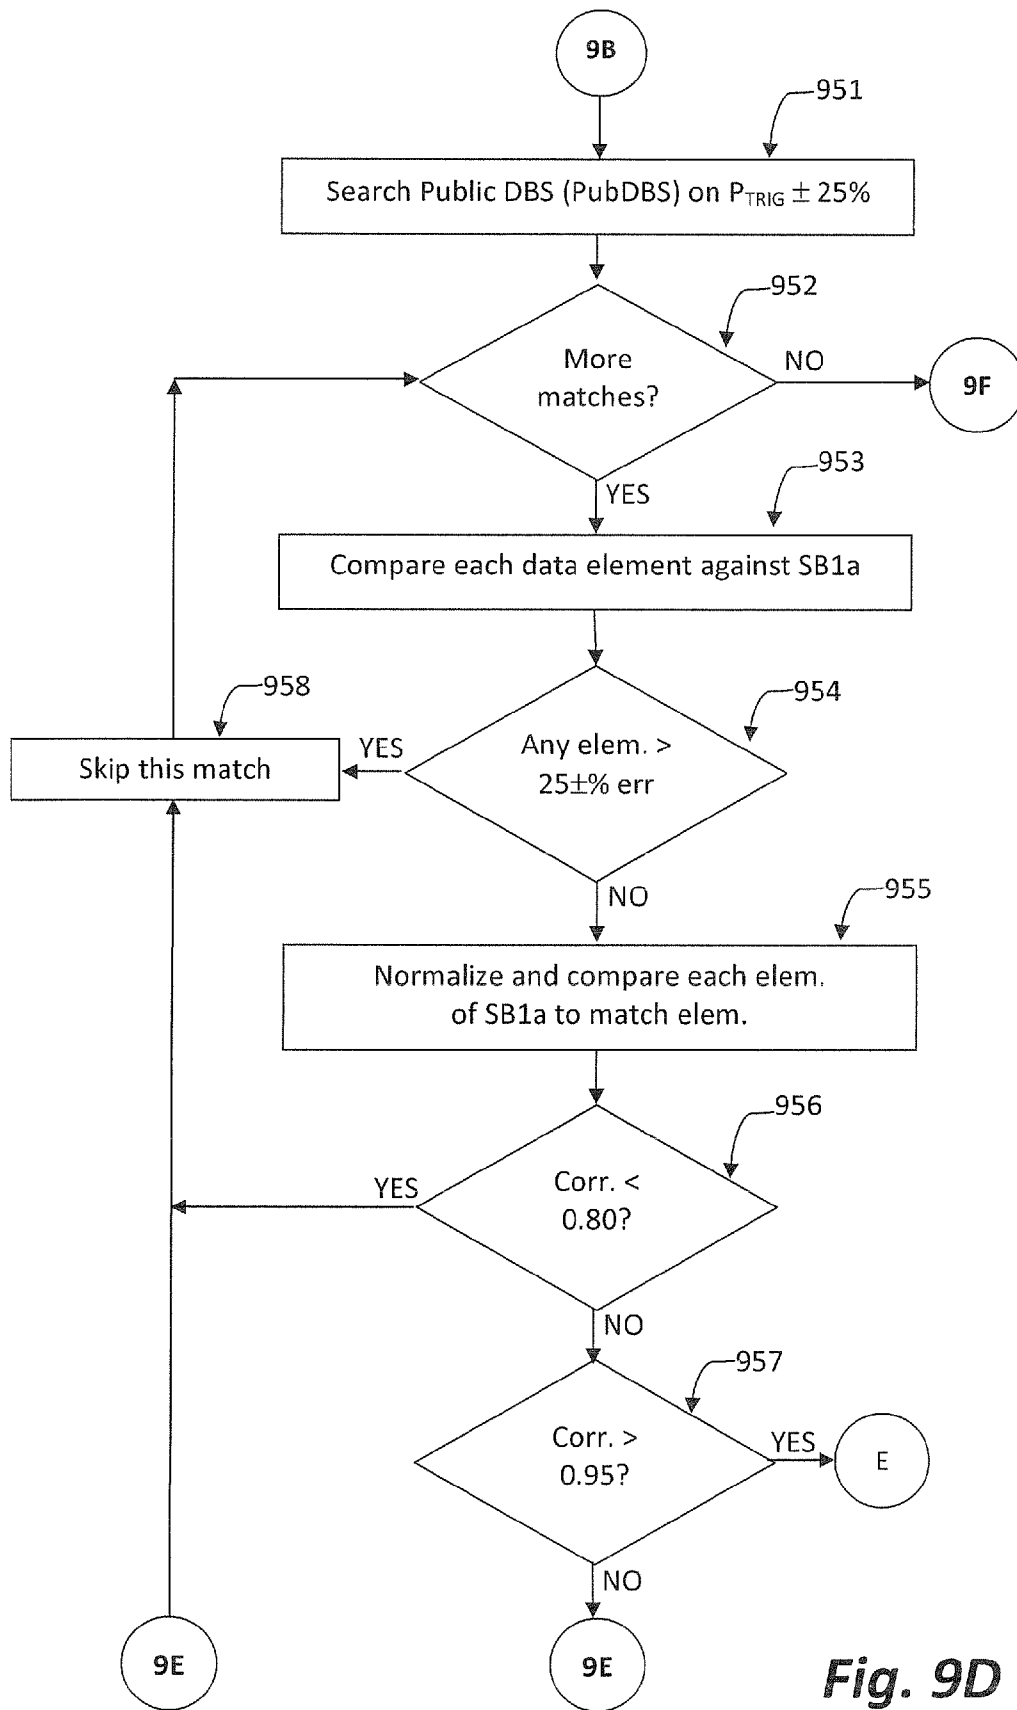 9B
951
Search Public DBS (PubDBS) on PTRIG ± 25%
952
More
matches?
NO
9F
YES
953
Compare each data element against SB1a
954
958
Any elem. >
25±% err
YES
Skip this match
NO
955
Normalize and compare each elem.
of SB1a to match elem.
956
Corr. <
0.80?
YES
NO
957
Corr. >
0.95?
YES
E
NO
9E
9E
Fig. 9D